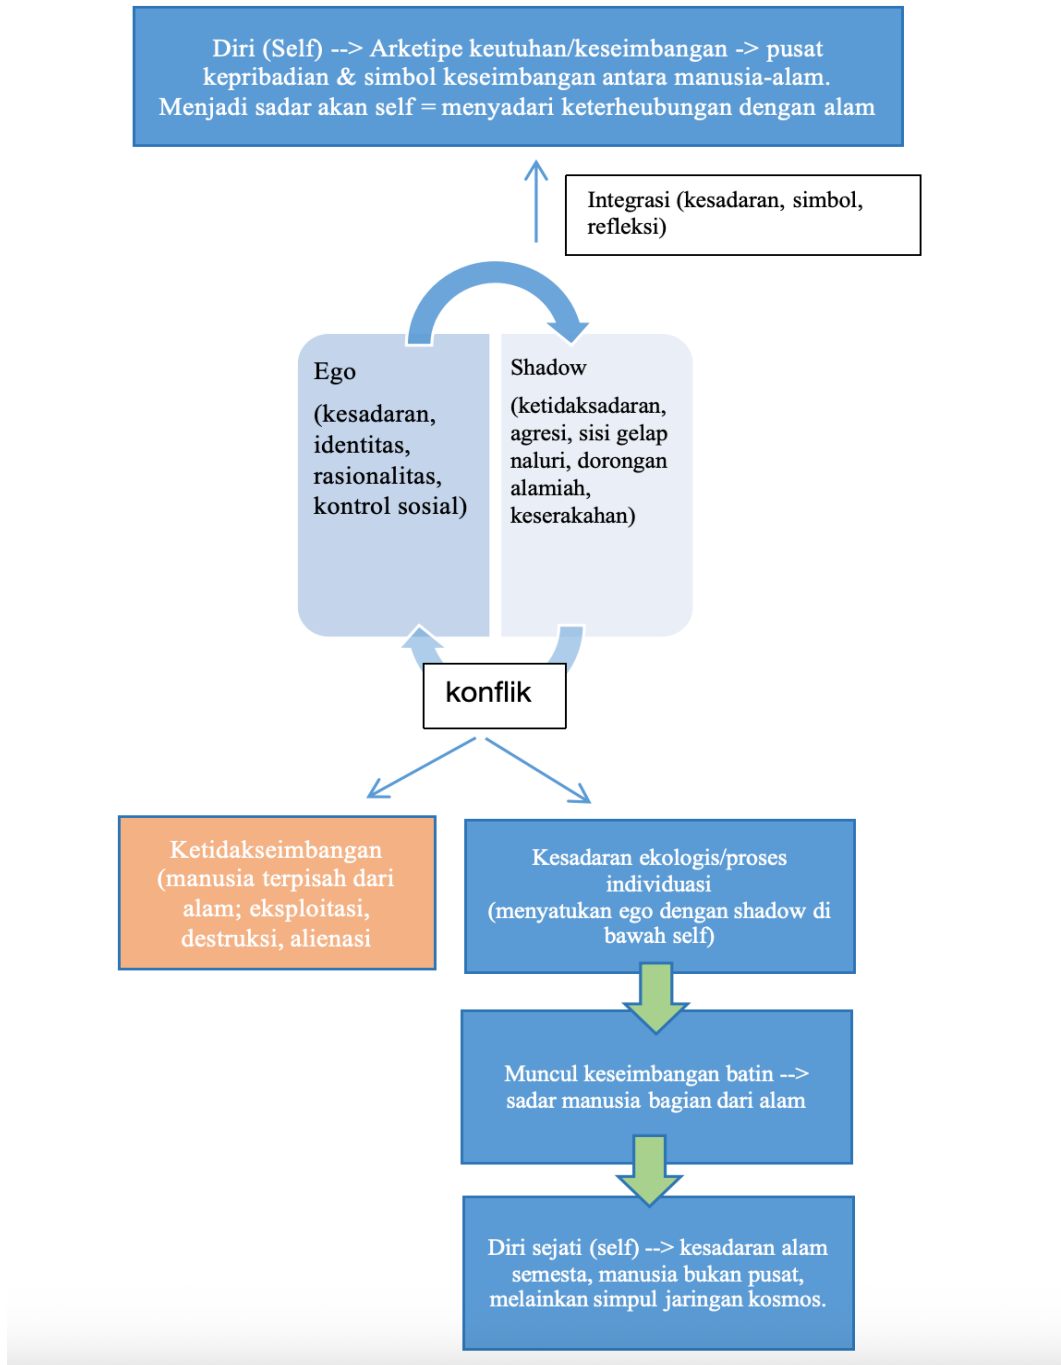 Diri (Self) --> Arketipe keutuhan/keseimbangan -> pusat
kepribadian & simbol keseimbangan antara manusia-alam.
Menjadi sadar akan self = menyadari keterheubungan dengan alam
Integrasi (kesadaran, simbol,
refleksi)
Ego
(kesadaran,
identitas,
rasionalitas,
kontrol sosial)
Shadow
(ketidaksadaran,
agresi, sisi gelap
naluri, dorongan
alamiah,
keserakahan)
konflik
Ketidakseimbangan
(manusia terpisah dari
alam; eksploitasi,
destruksi, alienasi
Kesadaran ekologis/proses
individuasi
(menyatukan ego dengan shadow di
bawah self)
Muncul keseimbangan batin -->
sadar manusia bagian dari alam
Diri sejati (self) --> kesadaran alam
semesta, manusia bukan pusat,
melainkan simpul jaringan kosmos.